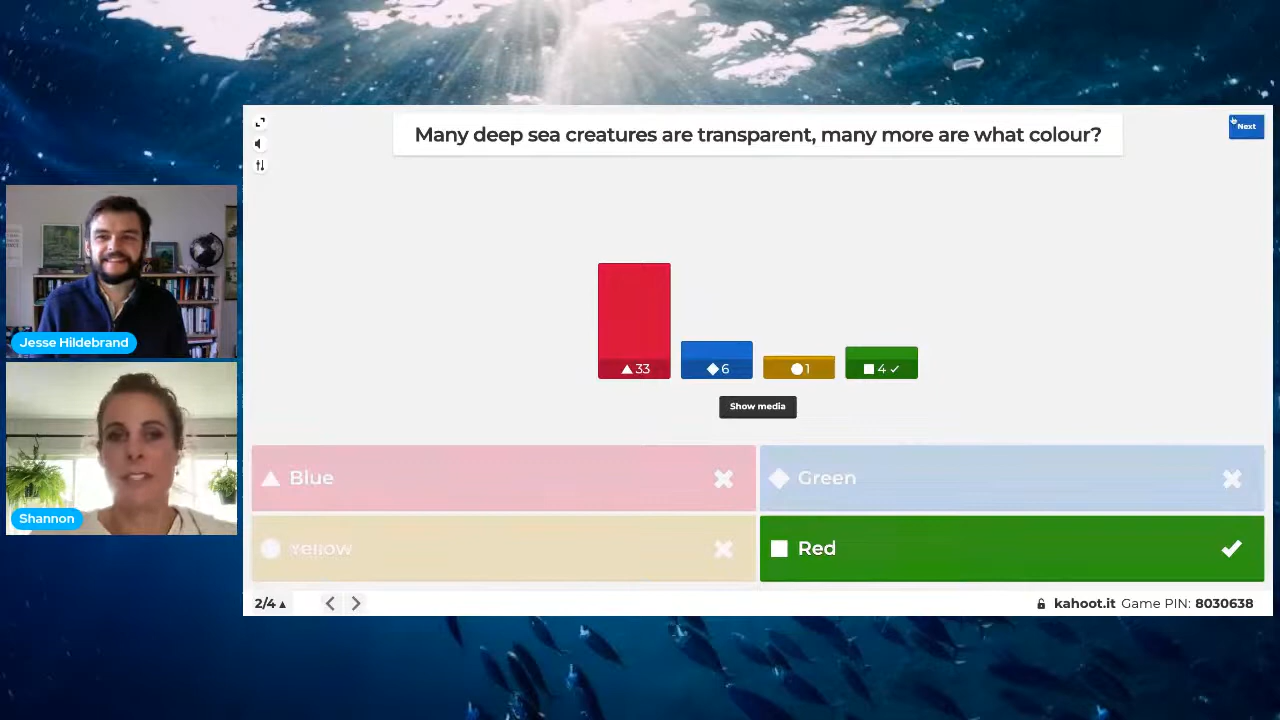 Many deep sea creatures are transparent, many more are what colour?
Next
33
6
1
4
Show media
Blue
Green
Yellow
Red
Jesse Hildebrand
Shannon
2/4
kahoot.it Game PIN: 8030638